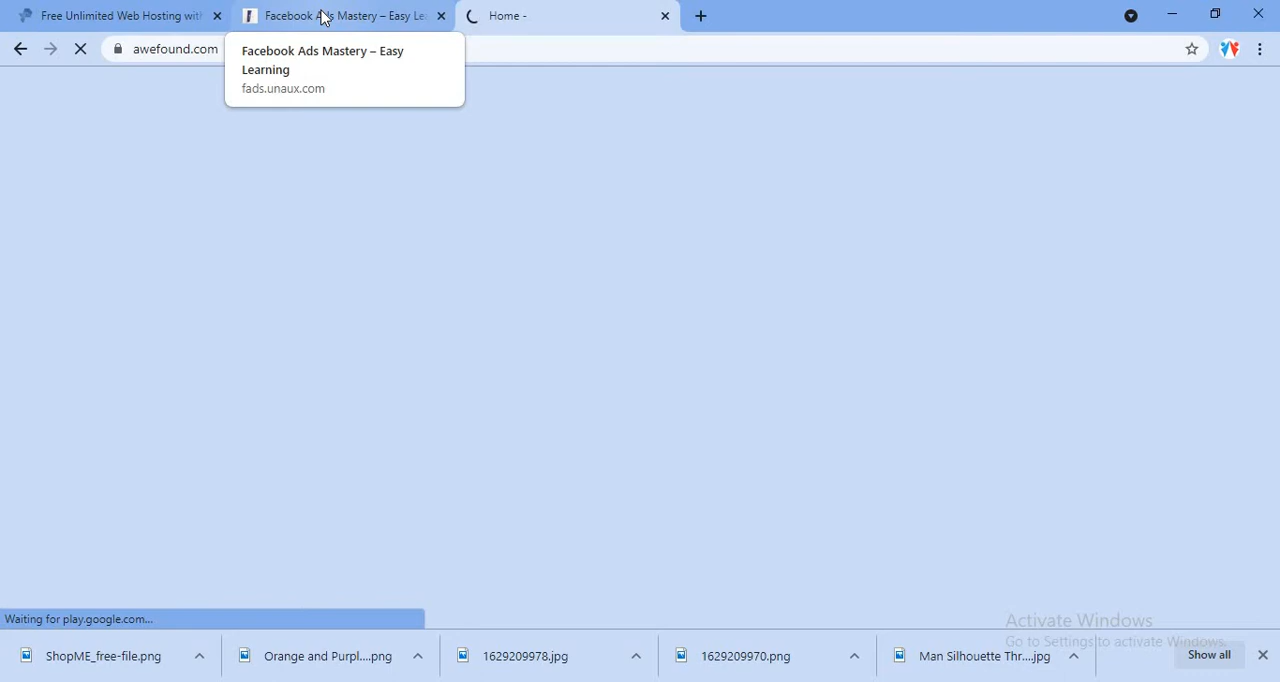 Free Unlimited Web Hosting wit
Facebook Ads Mastery – Easy Le
Home -
awefound.com
Facebook Ads Mastery – Easy
Learning
fads.unaux.com
Waiting for play.google.com...
Activate Windows
Go to Settings to activate Windows.
ShopME_free-file.png
Orange and Purpl....png
1629209978.jpg
1629209970.png
Man Silhouette Thr....jpg
Show all